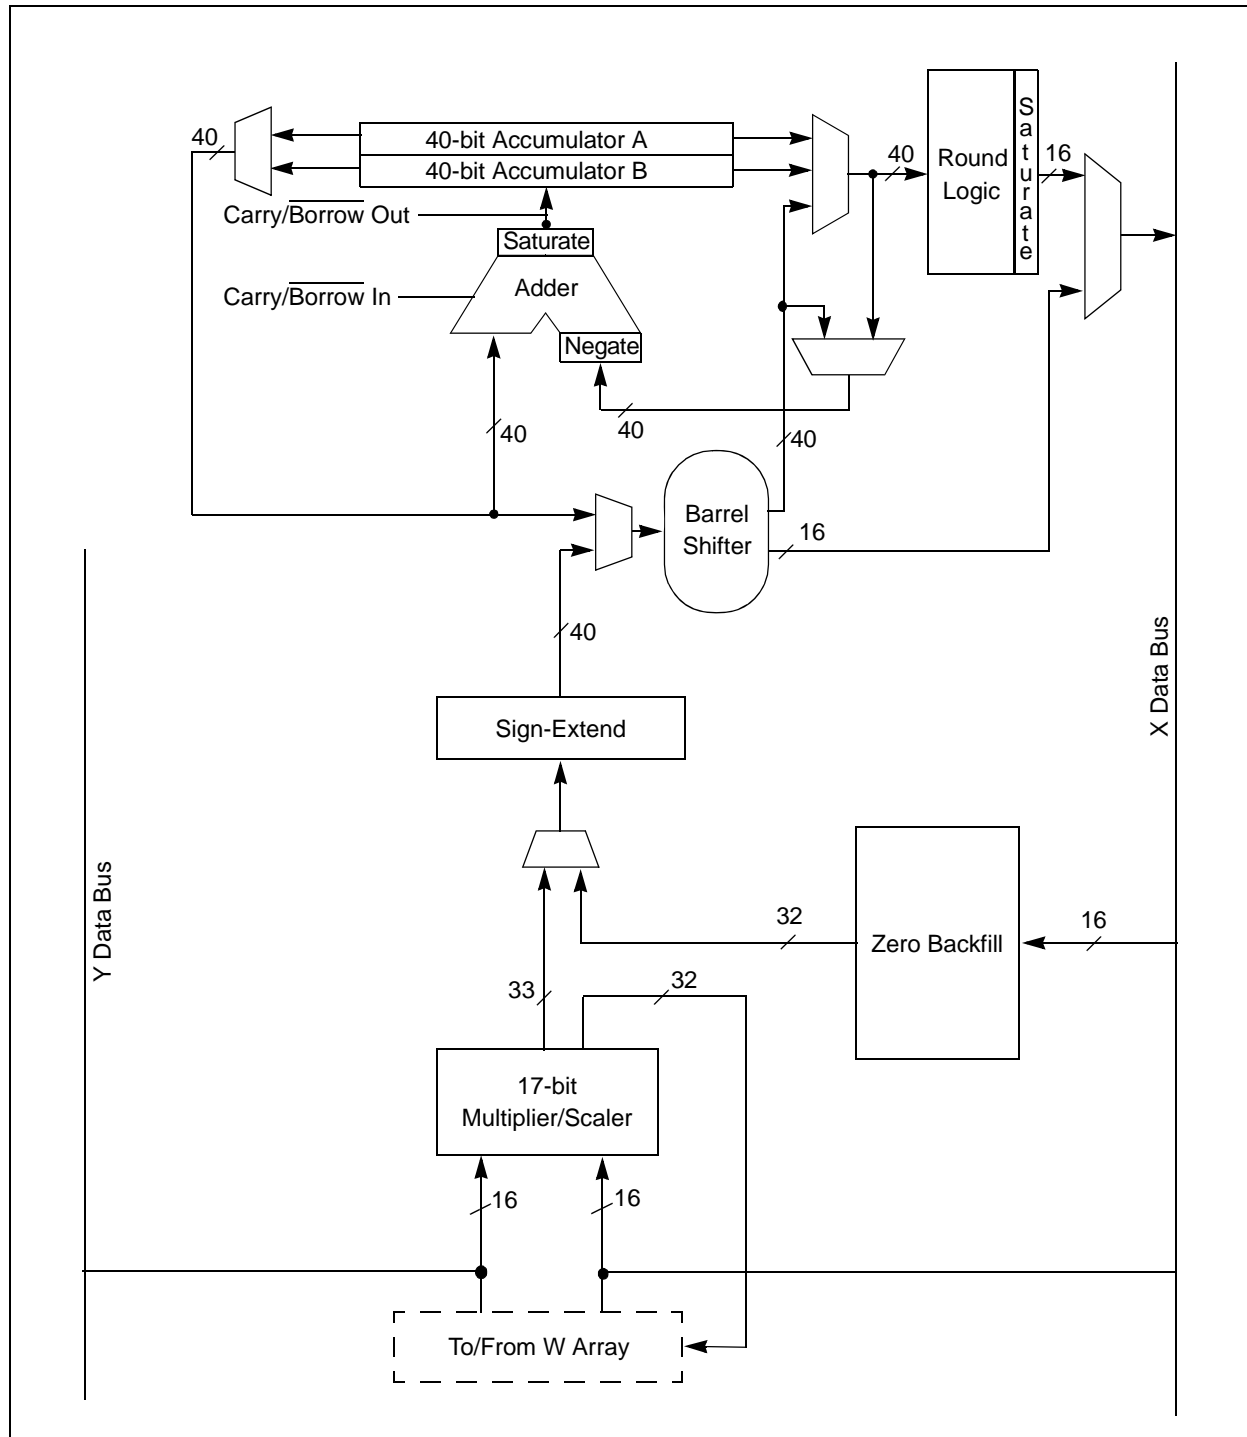 40
40-bit Accumulator A
40-bit Accumulator B
40
Round
Logic
Saturate
16
Carry/Borrow Out
Saturate
Carry/Borrow In
Adder
Negate
40
40
40
Barrel
Shifter
16
40
Sign-Extend
X Data Bus
Y Data Bus
32
Zero Backfill
16
33
32
17-bit
Multiplier/Scaler
16
16
To/From W Array